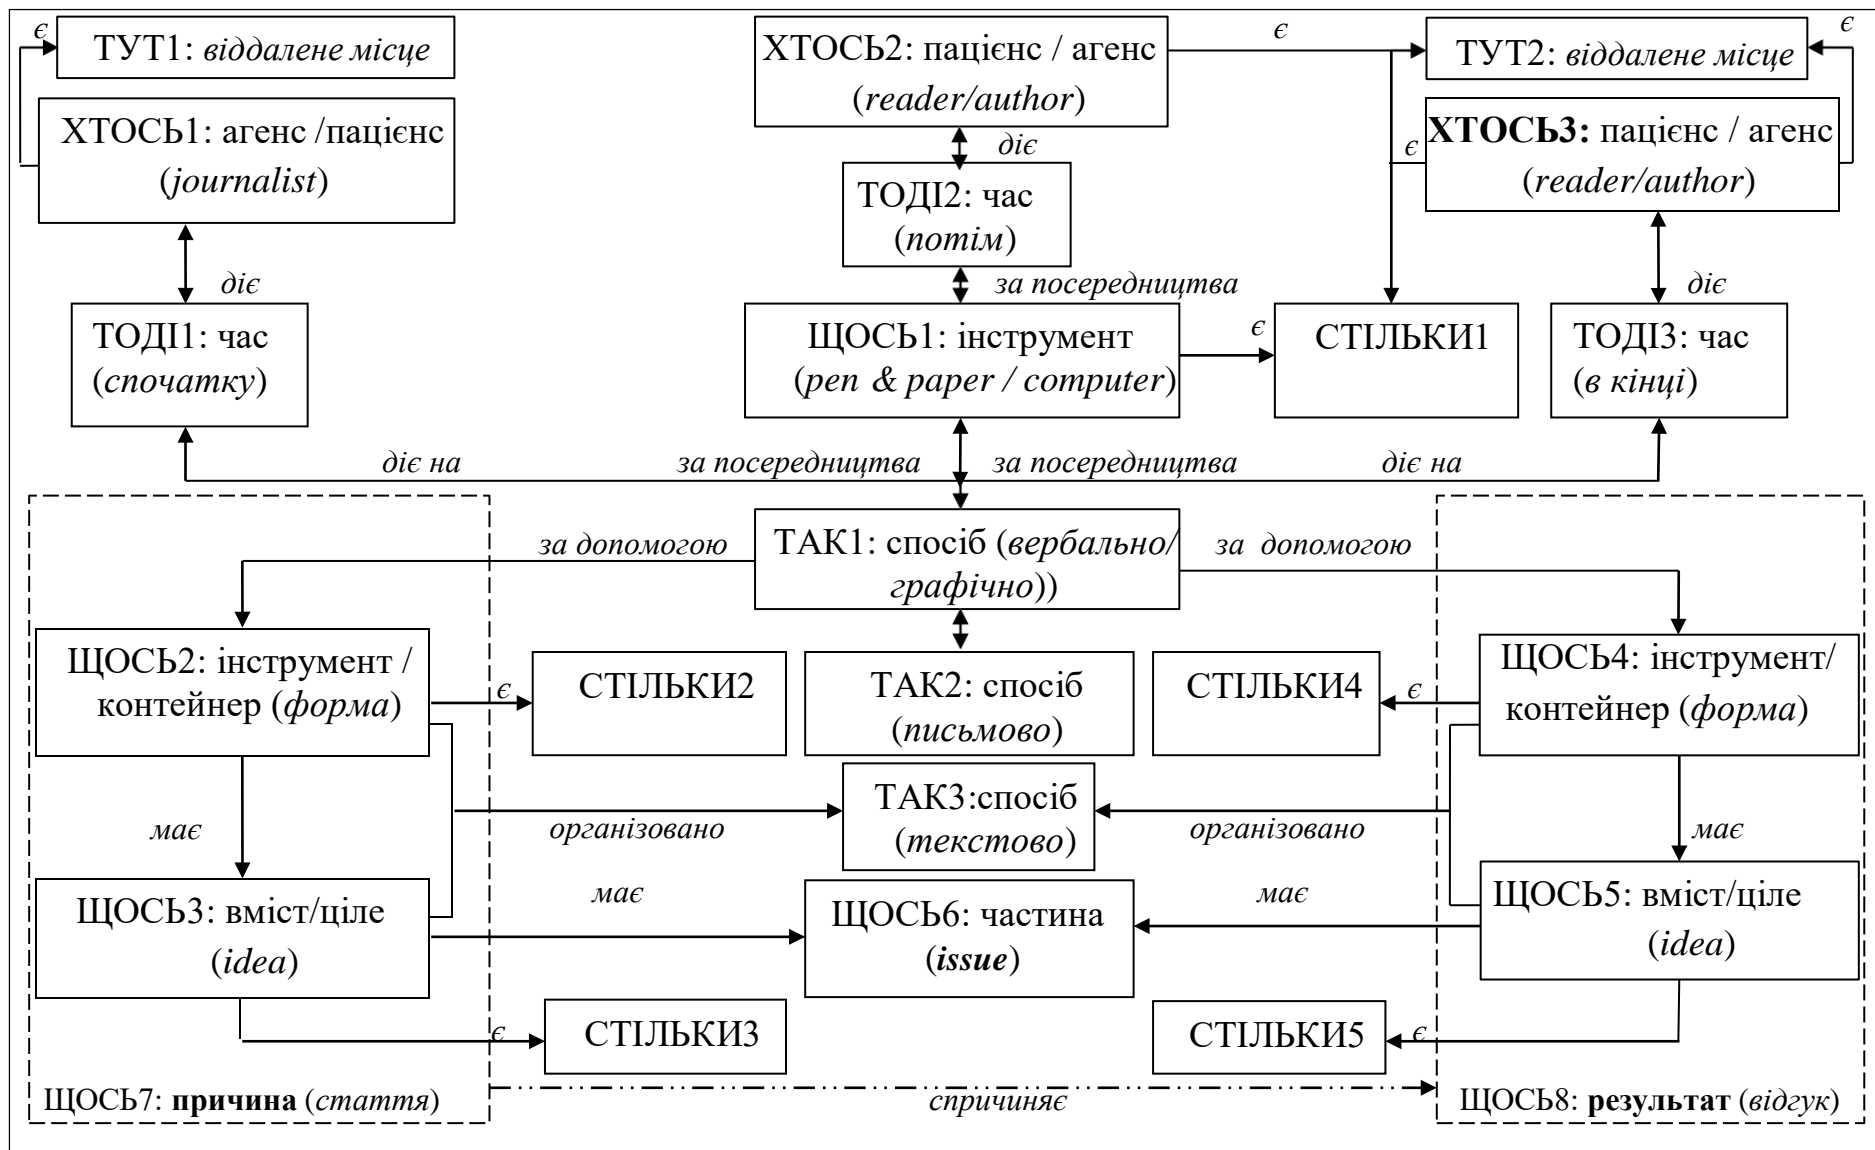 є
ТУТ1: віддалене місце
ХТОСЬ1: агенс /пацієнс
(journalist)
діє
ТОДІ1: час
(спочатку)
ХТОСЬ2: пацієнс / агенс
(reader/author)
є
діє
ТОДІ2: час
(потім)
за посередництва
ЩОСЬ1: інструмент
(pen & paper / computer)
є
СТІЛЬКИ1
ТУТ2: віддалене місце
є
ХТОСЬ3: пацієнс / агенс
(reader/author)
є
діє
ТОДІ3: час
(в кінці)
діє на
за посередництва
за посередництва
діє на
за допомогою
ТАК1: спосіб (вербально/
графічно))
за допомогою
ЩОСЬ2: інструмент /
контейнер (форма)
є
СТІЛЬКИ2
ТАК2: спосіб
(письмово)
СТІЛЬКИ4
є
ЩОСЬ4: інструмент/
контейнер (форма)
має
організовано
ТАК3:спосіб
(текстово)
організовано
має
ЩОСЬ3: вміст/ціле
(idea)
має
ЩОСЬ6: частина
(issue)
має
ЩОСЬ5: вміст/ціле
(idea)
є
СТІЛЬКИ3
СТІЛЬКИ5
є
ЩОСЬ7: причина (стаття)
спричиняє
ЩОСЬ8: результат (відгук)